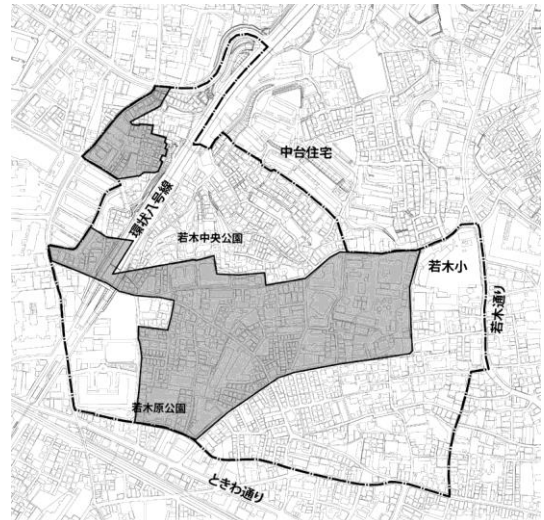 中台住宅
環状八号線
若木中央公園
若木小
若木通り
若木原公園
ときわ通り